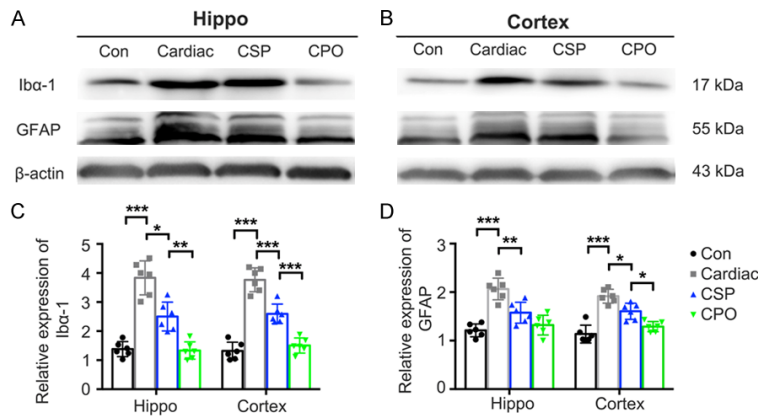 A
Hippo
Con Cardiac CSP CPO
Ibα-1
GFAP
β-actin
B
Cortex
Con Cardiac CSP CPO
17 kDa
55 kDa
43 kDa
C
Relative expression of
Ibα-1
5
4
3
2
1
0
*** * **
*** *** ***
Hippo Cortex
D
Relative expression of
GFAP
4
3
2
1
0
*** **
*** * *
Hippo Cortex
Con
Cardiac
CSP
CPO